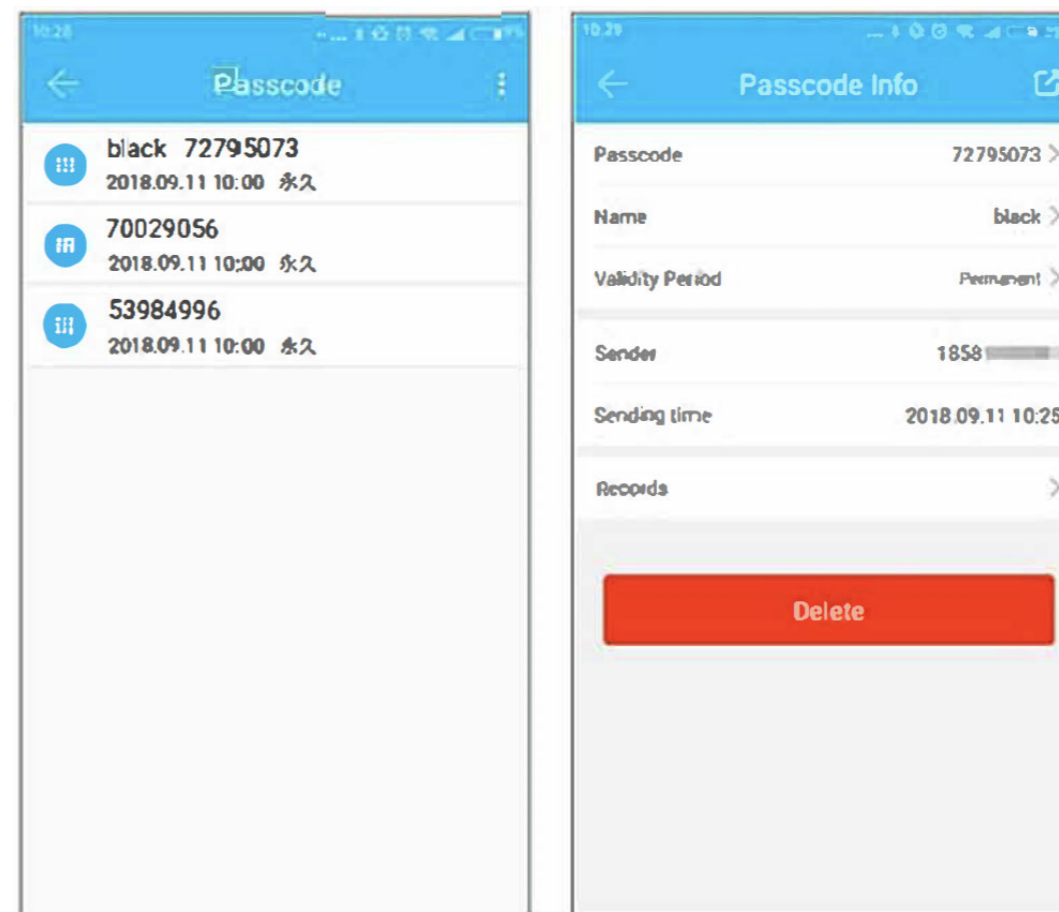 10:28
Passcode
black 72795073
2018.09.11 10:00 永久
70029056
2018.09.11 10:00 永久
53984996
2018.09.11 10:00 永久
10:29
Passcode Info
Passcode 72795073
Name black
Validity Period Permanent
Sender 1858
Sending time 2018.09.11 10:25
Records
Delete